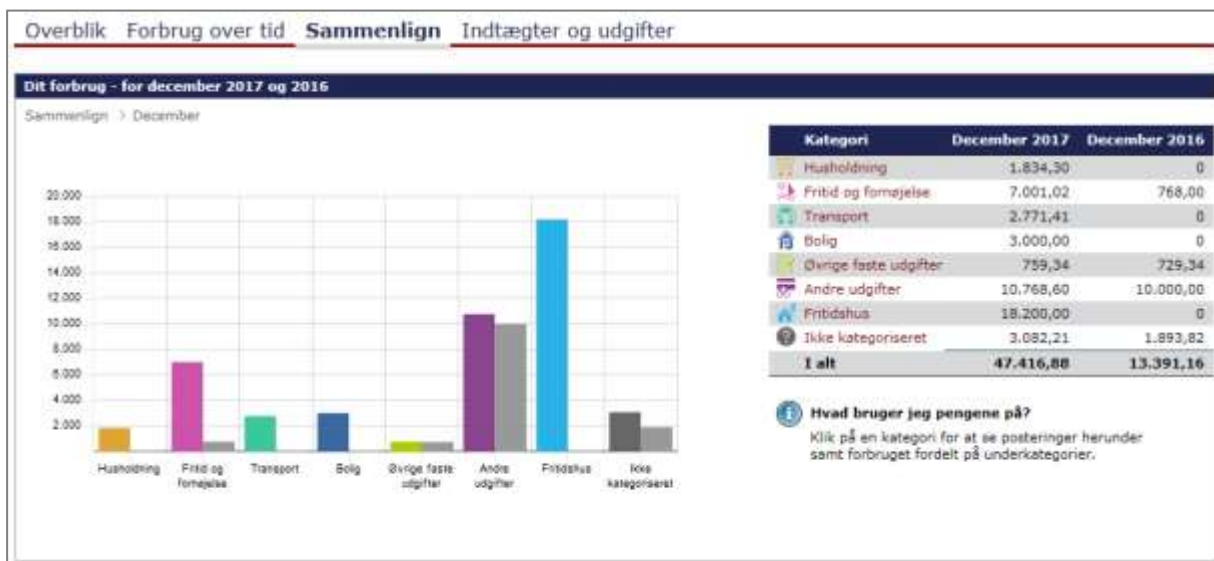 Overblik Forbrug over tid Sammenlign Indtægter og udgifter
Dit forbrug - for december 2017 og 2016
Sammenlign > December
Kategori December 2017 December 2016
Husholdning 1.834,30 0
Fritid og fornøjelse 7.001,02 768,00
Transport 2.771,41 0
Bolig 3.000,00 0
Øvrige faste udgifter 759,34 729,34
Andre udgifter 10.768,60 10.000,00
Fritidshus 18.200,00 0
Ikke kategoriseret 3.082,21 1.893,82
I alt 47.416,88 13.391,16
Hvad bruger jeg pengene på?
Klik på en kategori for at se posteringer herunder
samt forbruget fordelt på underkategorier.
20.000
18.000
16.000
14.000
12.000
10.000
8.000
6.000
4.000
2.000
Husholdning Fritid og fornøjelse Transport Bolig Øvrige faste udgifter Andre udgifter Fritidshus Ikke kategoriseret